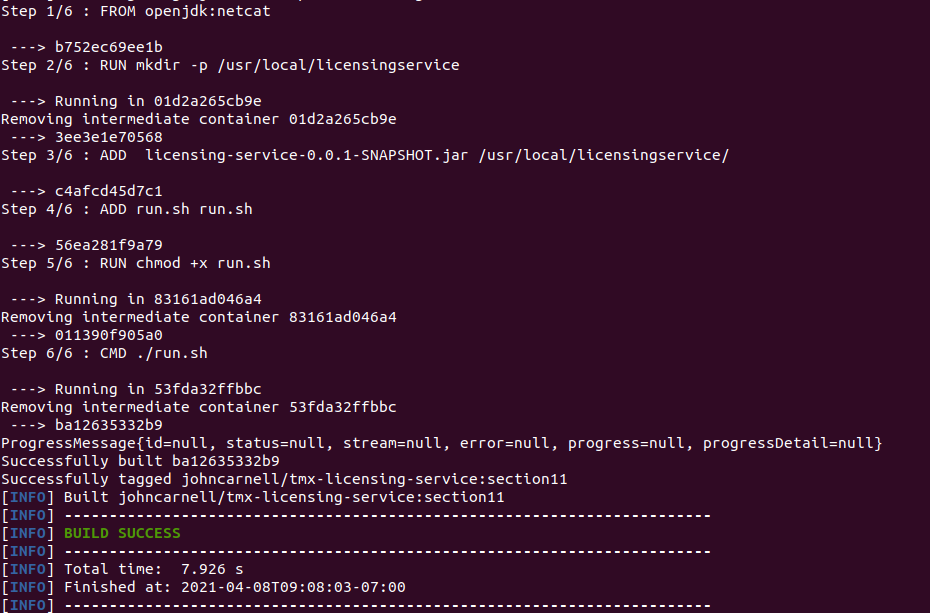 Step 1/6 : FROM openjdk:netcat
---> b752ec69ee1b
Step 2/6 : RUN mkdir -p /usr/local/licensingservice
---> Running in 01d2a265cb9e
Removing intermediate container 01d2a265cb9e
---> 3ee3e1e70568
Step 3/6 : ADD  licensing-service-0.0.1-SNAPSHOT.jar /usr/local/licensingservice/
---> c4afcd45d7c1
Step 4/6 : ADD run.sh run.sh
---> 56ea281f9a79
Step 5/6 : RUN chmod +x run.sh
---> Running in 83161ad046a4
Removing intermediate container 83161ad046a4
---> 011390f905a0
Step 6/6 : CMD ./run.sh
---> Running in 53fda32ffbbc
Removing intermediate container 53fda32ffbbc
---> ba12635332b9
ProgressMessage{id=null, status=null, stream=null, error=null, progress=null, progressDetail=null}
Successfully built ba12635332b9
Successfully tagged johncarnell/tmx-licensing-service:section11
[INFO] Built johncarnell/tmx-licensing-service:section11
[INFO] ------------------------------------------------------------------------
[INFO] BUILD SUCCESS
[INFO] ------------------------------------------------------------------------
[INFO] Total time:  7.926 s
[INFO] Finished at: 2021-04-08T09:08:03-07:00
[INFO] ------------------------------------------------------------------------